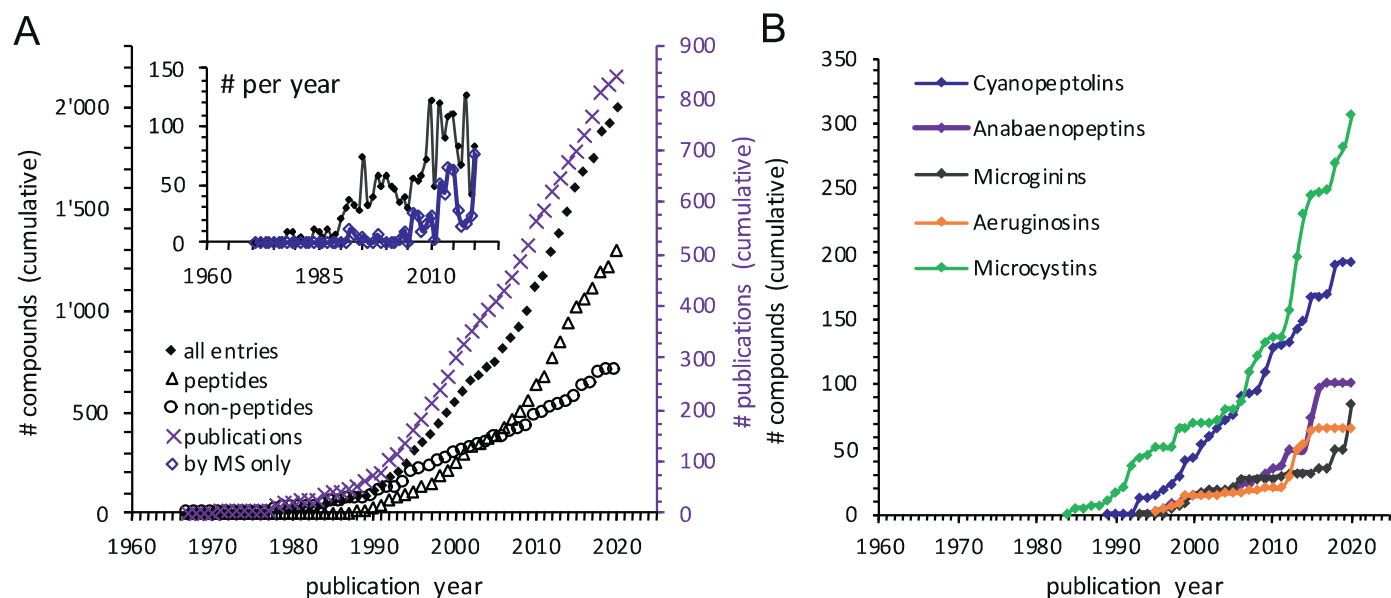 A
# compounds (cumulative)
2'000
1'500
1'000
500
0
# per year
150
100
50
0
1960 1985 2010
all entries
peptides
non-peptides
publications
by MS only
900
800
700
600
500
400
300
200
100
0
# publications (cumulative)
1960 1970 1980 1990 2000 2010 2020
publication year
B
# compounds (cumulative)
350
300
250
200
150
100
50
0
Cyanopeptolins
Anabaenopeptins
Microginins
Aeruginosins
Microcystins
1960 1970 1980 1990 2000 2010 2020
publication year